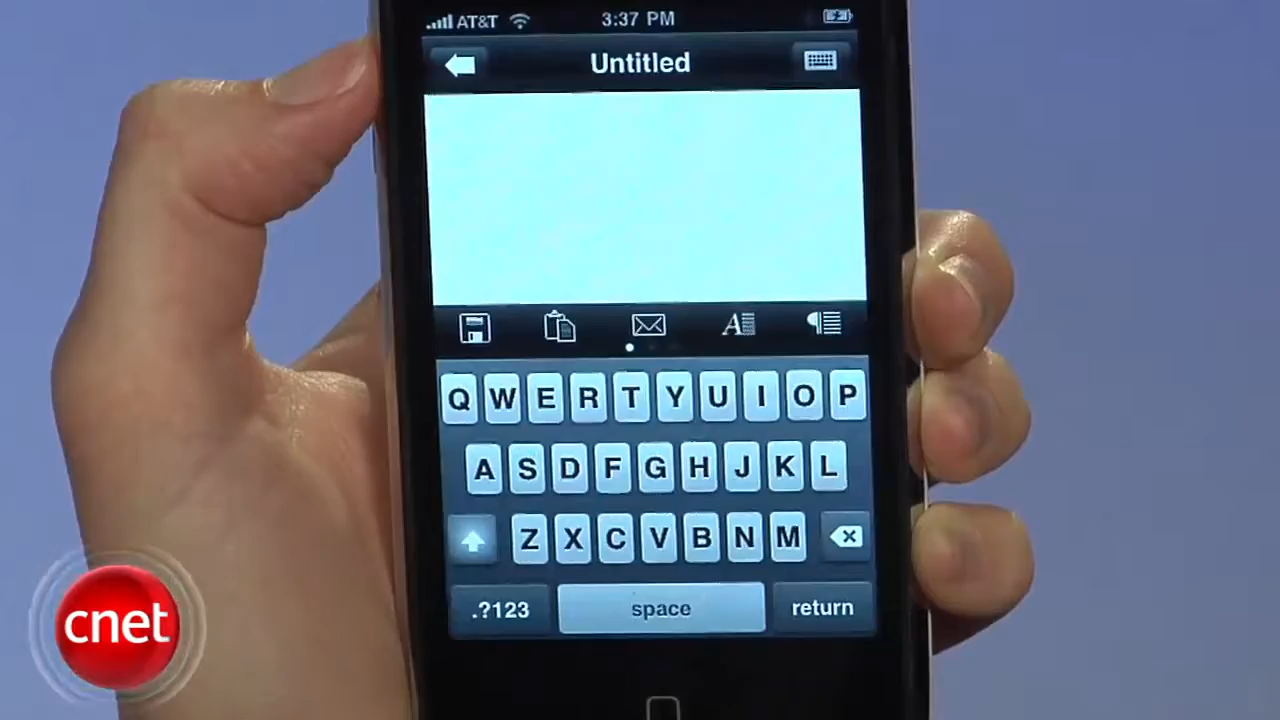 AT&T 3:37 PM
Untitled
A
Q W E R T Y U I O P
A S D F G H J K L
Z X C V B N M
.?123 space return
cnet